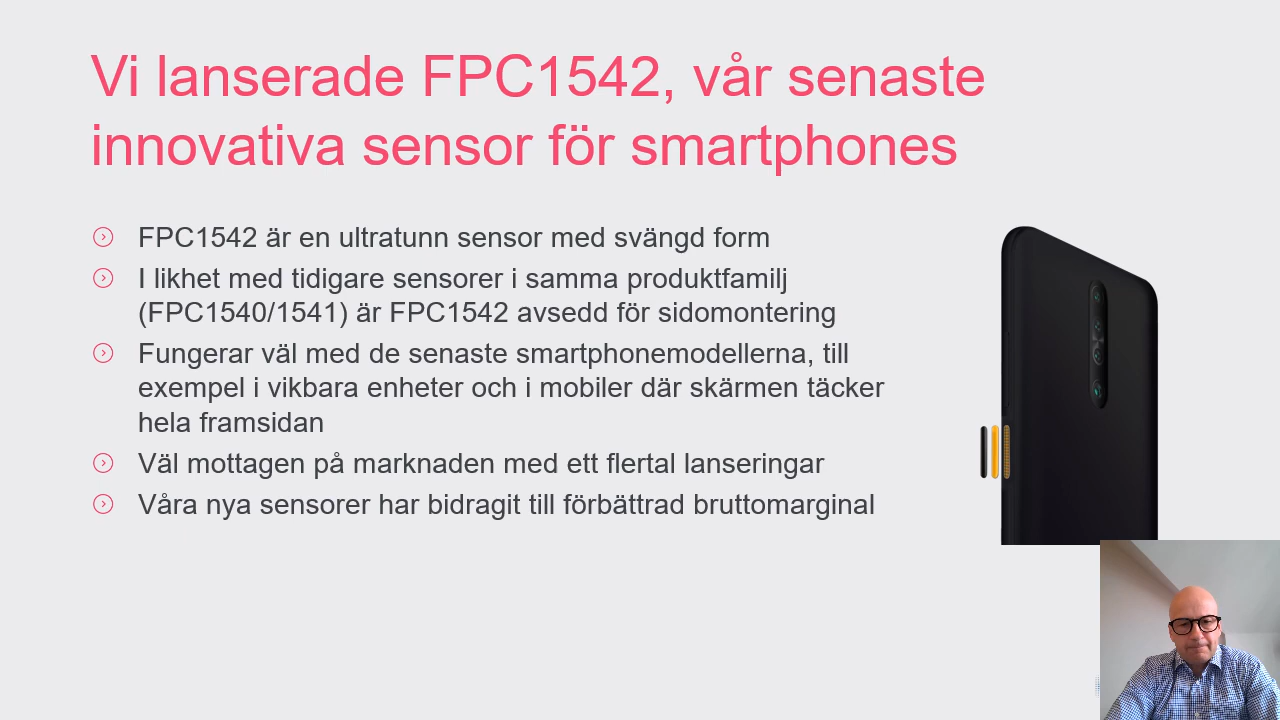 Vi lanserade FPC1542, vår senaste
innovativa sensor för smartphones
FPC1542 är en ultratunn sensor med svängd form
I likhet med tidigare sensorer i samma produktfamilj
(FPC1540/1541) är FPC1542 avsedd för sidomontering
Fungerar väl med de senaste smartphonemodellerna, till
exempel i vikbara enheter och i mobiler där skärmen täcker
hela framsidan
Väl mottagen på marknaden med ett flertal lanseringar
Våra nya sensorer har bidragit till förbättrad bruttomarginal